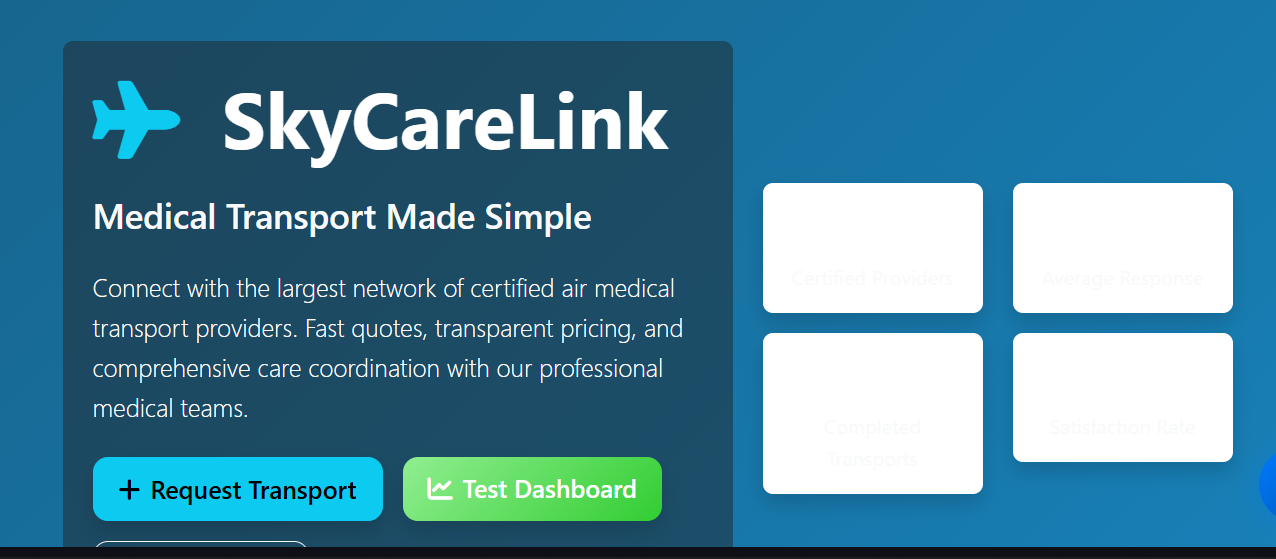 SkyCareLink
Medical Transport Made Simple
Connect with the largest network of certified air medical
transport providers. Fast quotes, transparent pricing, and
comprehensive care coordination with our professional
medical teams.
Request Transport
Test Dashboard
Certified Providers
Average Response
Completed
Transports
Satisfaction Rate